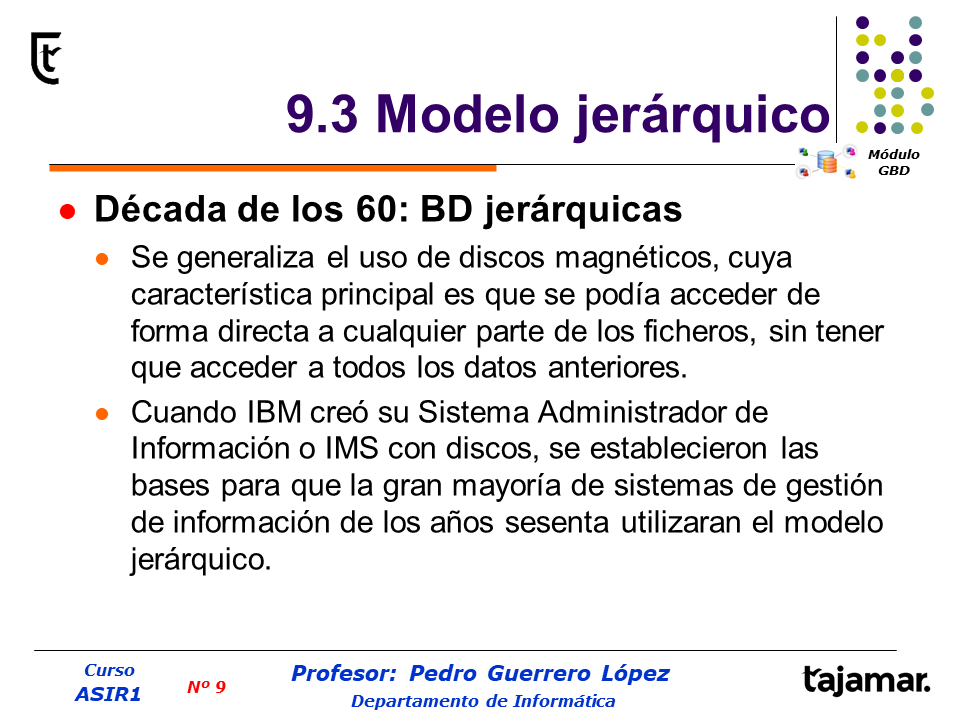 9.3 Modelo jerárquico
Módulo
GBD
● Década de los 60: BD jerárquicas
● Se generaliza el uso de discos magnéticos, cuya
característica principal es que se podía acceder de
forma directa a cualquier parte de los ficheros, sin tener
que acceder a todos los datos anteriores.
● Cuando IBM creó su Sistema Administrador de
Información o IMS con discos, se establecieron las
bases para que la gran mayoría de sistemas de gestión
de información de los años sesenta utilizaran el modelo
jerárquico.
Curso
ASIR1
Nº 9
Profesor: Pedro Guerrero López
Departamento de Informática
tajamar.